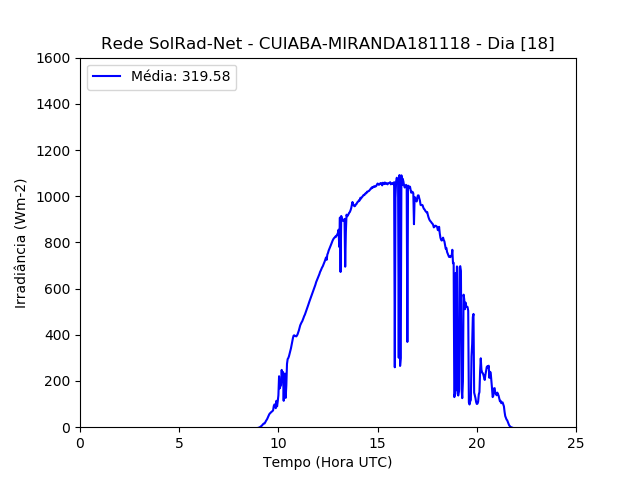 Rede SolRad-Net - CUIABA-MIRANDA181118 - Dia [18]
Média: 319.58
1600
1400
1200
1000
800
600
400
200
0
Irradiância (Wm-2)
0 5 10 15 20 25
Tempo (Hora UTC)